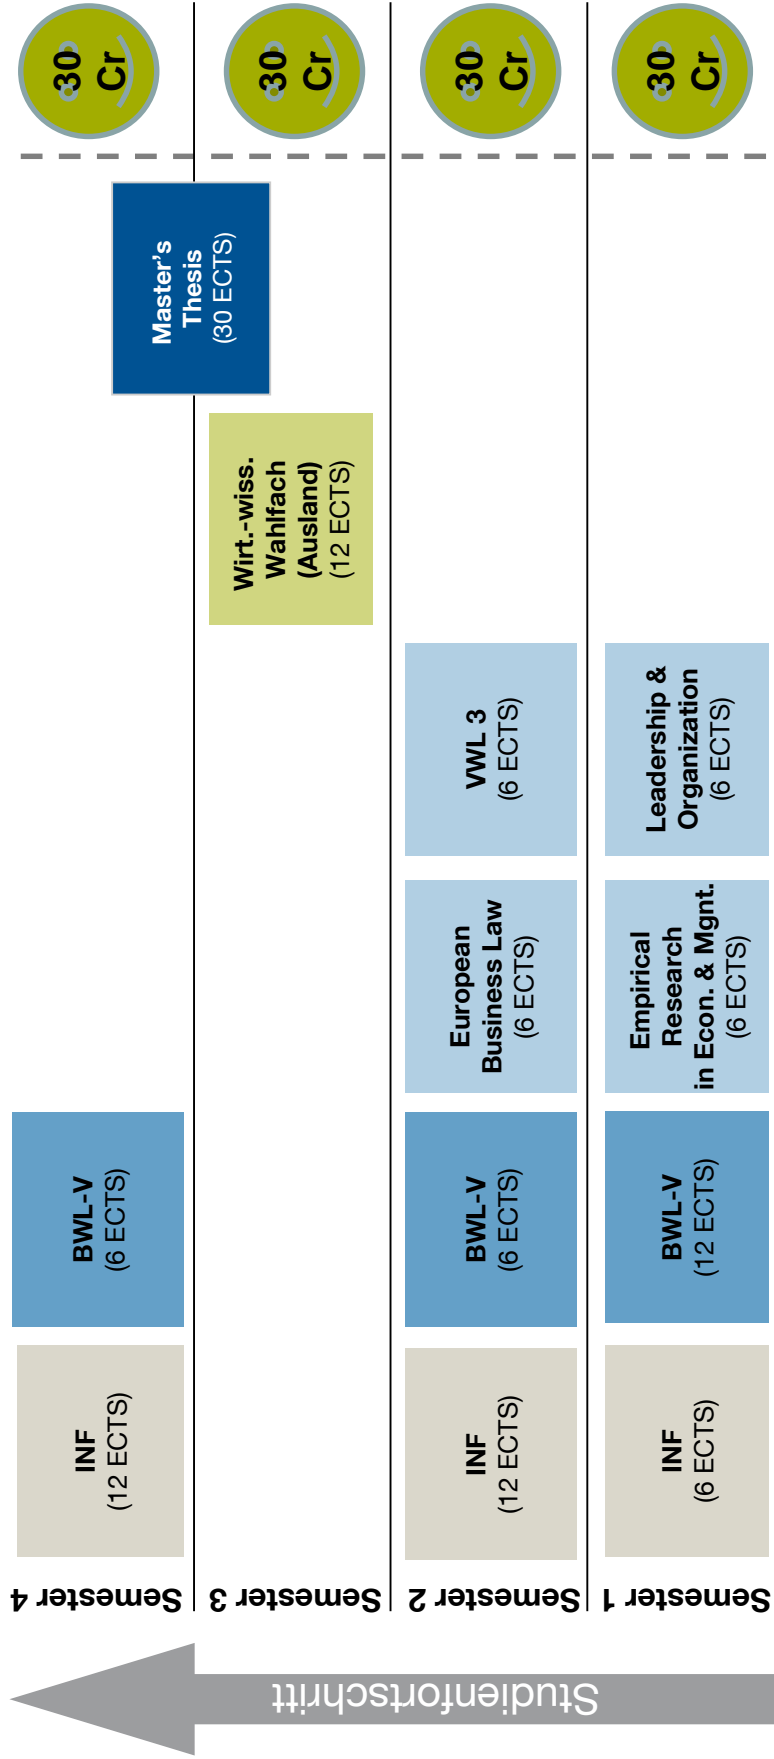 Semester 4
INF
(12 ECTS)
BWL-V
(6 ECTS)
Master's
Thesis
(30 ECTS)
30
Cr
Semester 3
Wirt.-wiss.
Wahlfach
(Ausland)
(12 ECTS)
30
Cr
Semester 2
INF
(12 ECTS)
BWL-V
(6 ECTS)
European
Business Law
(6 ECTS)
VWL 3
(6 ECTS)
30
Cr
Semester 1
INF
(6 ECTS)
BWL-V
(12 ECTS)
Empirical
Research
in Econ. & Mgnt.
(6 ECTS)
Leadership &
Organization
(6 ECTS)
30
Cr
Studienfortschritt